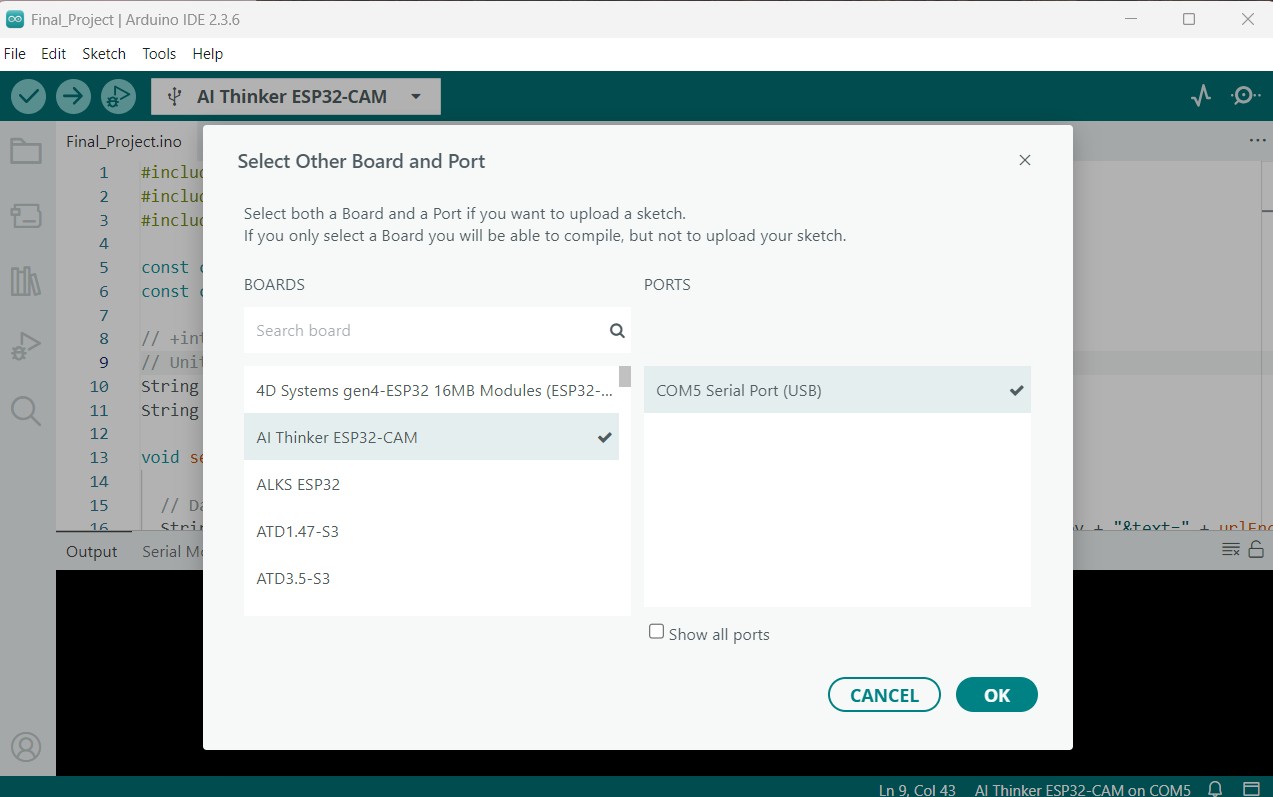 Final_Project | Arduino IDE 2.3.6
File Edit Sketch Tools Help
AI Thinker ESP32-CAM
Final_Project.ino
Select Other Board and Port
Select both a Board and a Port if you want to upload a sketch.
If you only select a Board you will be able to compile, but not to upload your sketch.
BOARDS
PORTS
Search board
4D Systems gen4-ESP32 16MB Modules (ESP32-...
AI Thinker ESP32-CAM
ALKS ESP32
ATD1.47-S3
ATD3.5-S3
COM5 Serial Port (USB)
Show all ports
CANCEL
OK
1 #includ
2 #includ
3 #includ
4
5 const c
6 const c
7
8 // +int
9 // Unit
10 String
11 String
12
13 void se
14
15 // Da
16 Strin
+ "&text=" + urlEnc
Output Serial Mo
Ln 9, Col 43 AI Thinker ESP32-CAM on COM5